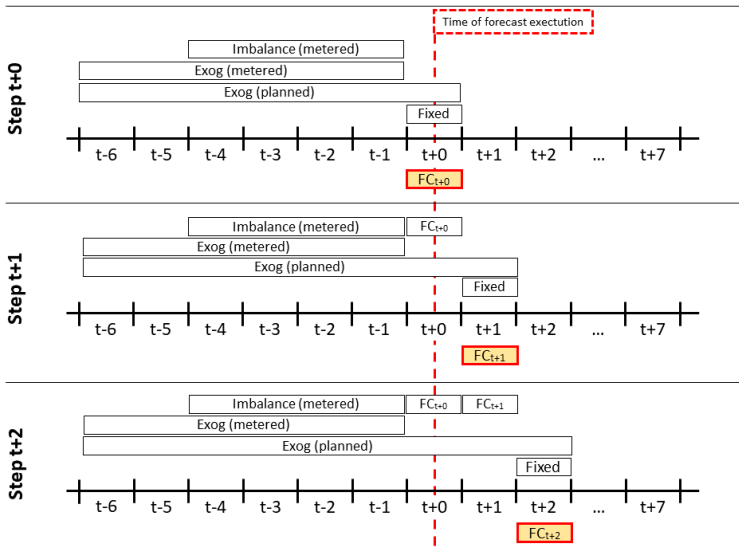 Time of forecast exectution
Step t+0
Imbalance (metered)
Exog (metered)
Exog (planned)
Fixed
t-6 t-5 t-4 t-3 t-2 t-1 t+0 t+1 t+2 ... t+7
FCt+0
Step t+1
Imbalance (metered) FCt+0
Exog (metered)
Exog (planned)
Fixed
t-6 t-5 t-4 t-3 t-2 t-1 t+0 t+1 t+2 ... t+7
FCt+1
Step t+2
Imbalance (metered) FCt+0 FCt+1
Exog (metered)
Exog (planned)
Fixed
t-6 t-5 t-4 t-3 t-2 t-1 t+0 t+1 t+2 ... t+7
FCt+2